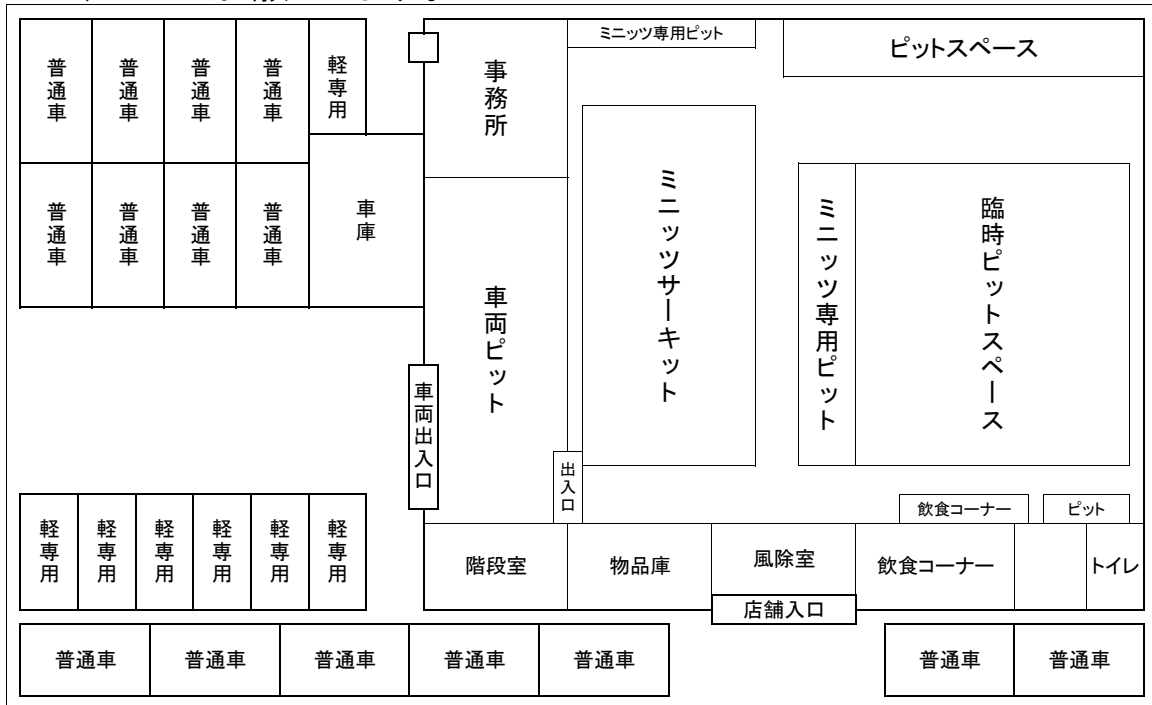 ミニッツ専用ピット
ピットスペース
普通車
普通車
普通車
普通車
軽専用
事務所
普通車
普通車
普通車
普通車
車庫
車両ピット
ミニッツサーキット
ミニッツ専用ピット
臨時ピットスペース
車両出入口
出入口
飲食コーナー
ピット
軽専用
軽専用
軽専用
軽専用
軽専用
軽専用
階段室
物品庫
風除室
飲食コーナー
トイレ
店舗入口
普通車
普通車
普通車
普通車
普通車
普通車
普通車